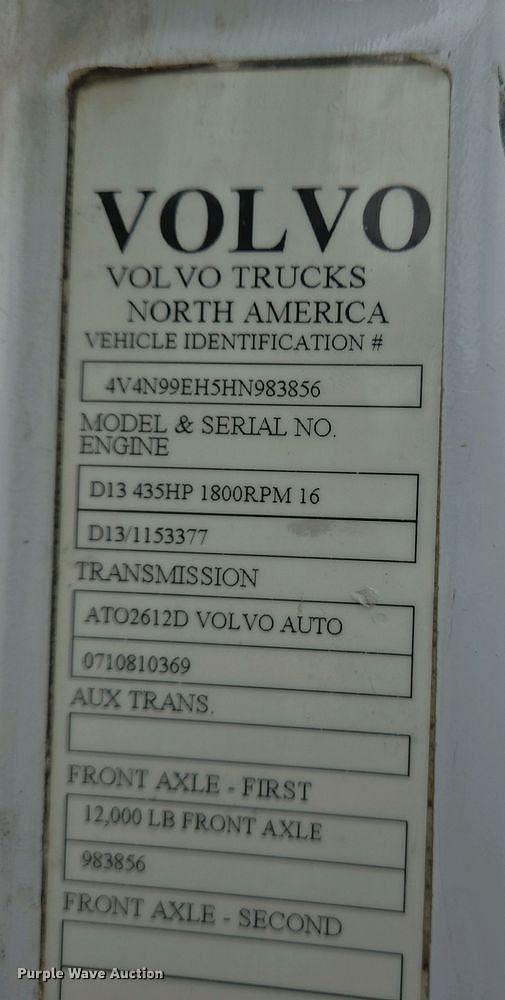 VOLVO
VOLVO TRUCKS
NORTH AMERICA
VEHICLE IDENTIFICATION #
4V4N99EH5HN983856
MODEL & SERIAL NO.
ENGINE
D13 435HP 1800RPM 16
D13/1153377
TRANSMISSION
ATO2612D VOLVO AUTO
0710810369
AUX TRANS.
FRONT AXLE - FIRST
12,000 LB FRONT AXLE
983856
FRONT AXLE - SECOND
Purple Wave Auction